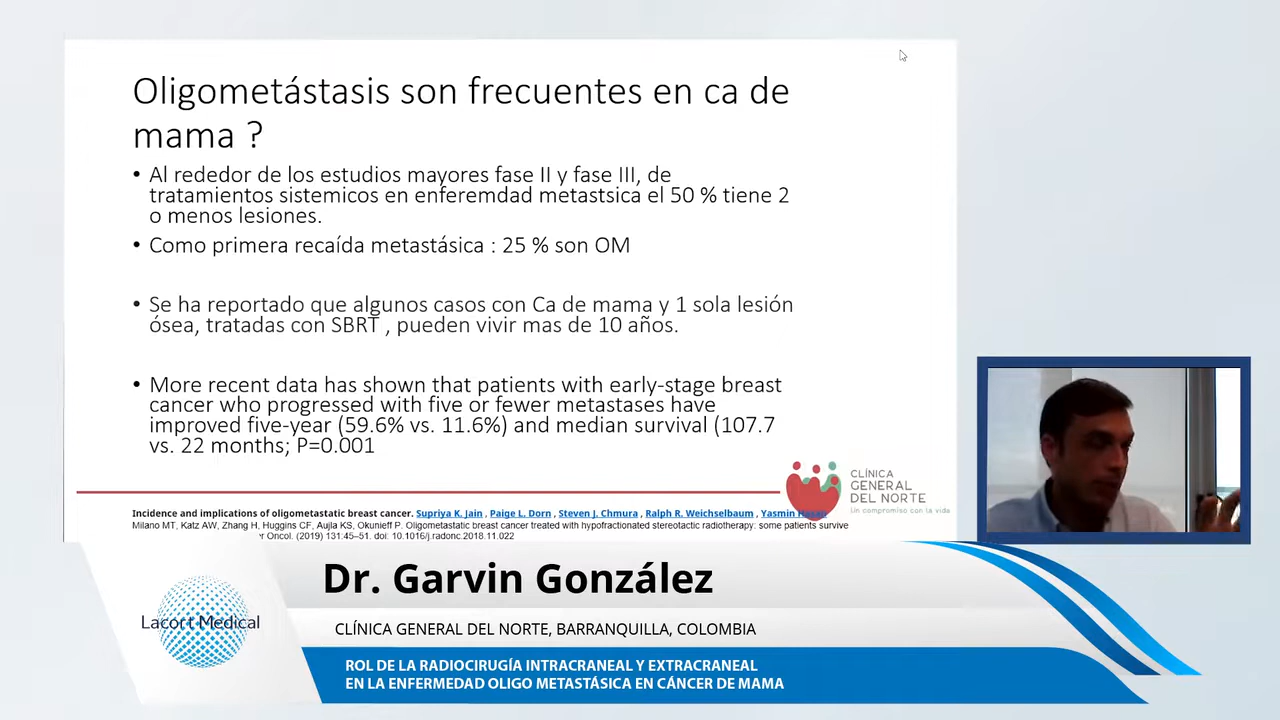 Oligometástasis son frecuentes en ca de
mama ?
• Al rededor de los estudios mayores fase II y fase III, de
tratamientos sistemicos en enferemdad metastsica el 50 % tiene 2
o menos lesiones.
• Como primera recaída metastásica : 25 % son OM
• Se ha reportado que algunos casos con Ca de mama y 1 sola lesión
ósea, tratadas con SBRT , pueden vivir mas de 10 años.
• More recent data has shown that patients with early-stage breast
cancer who progressed with five or fewer metastases have
improved five-year (59.6% vs. 11.6%) and median survival (107.7
vs. 22 months; P=0.001
CLÍNICA
GENERAL
DEL NORTE
Un compromiso con la vida
Incidence and implications of oligometastatic breast cancer. Supriya K. Jain , Paige L. Dorn , Steven J. Chmura , Ralph R. Weichselbaum , Yasmin
Milano MT, Katz AW, Zhang H, Huggins CF, Aujla KS, Okunieff P. Oligometastatic breast cancer treated with hypofractionated stereotactic radiotherapy: some patients survive
Oncol. (2019) 131:45–51. doi: 10.1016/j.radonc.2018.11.022
Lacort Medical
Dr. Garvin González
CLÍNICA GENERAL DEL NORTE, BARRANQUILLA, COLOMBIA
ROL DE LA RADIOCIRUGÍA INTRACRANEAL Y EXTRACRANEAL
EN LA ENFERMEDAD OLIGO METASTÁSICA EN CÁNCER DE MAMA